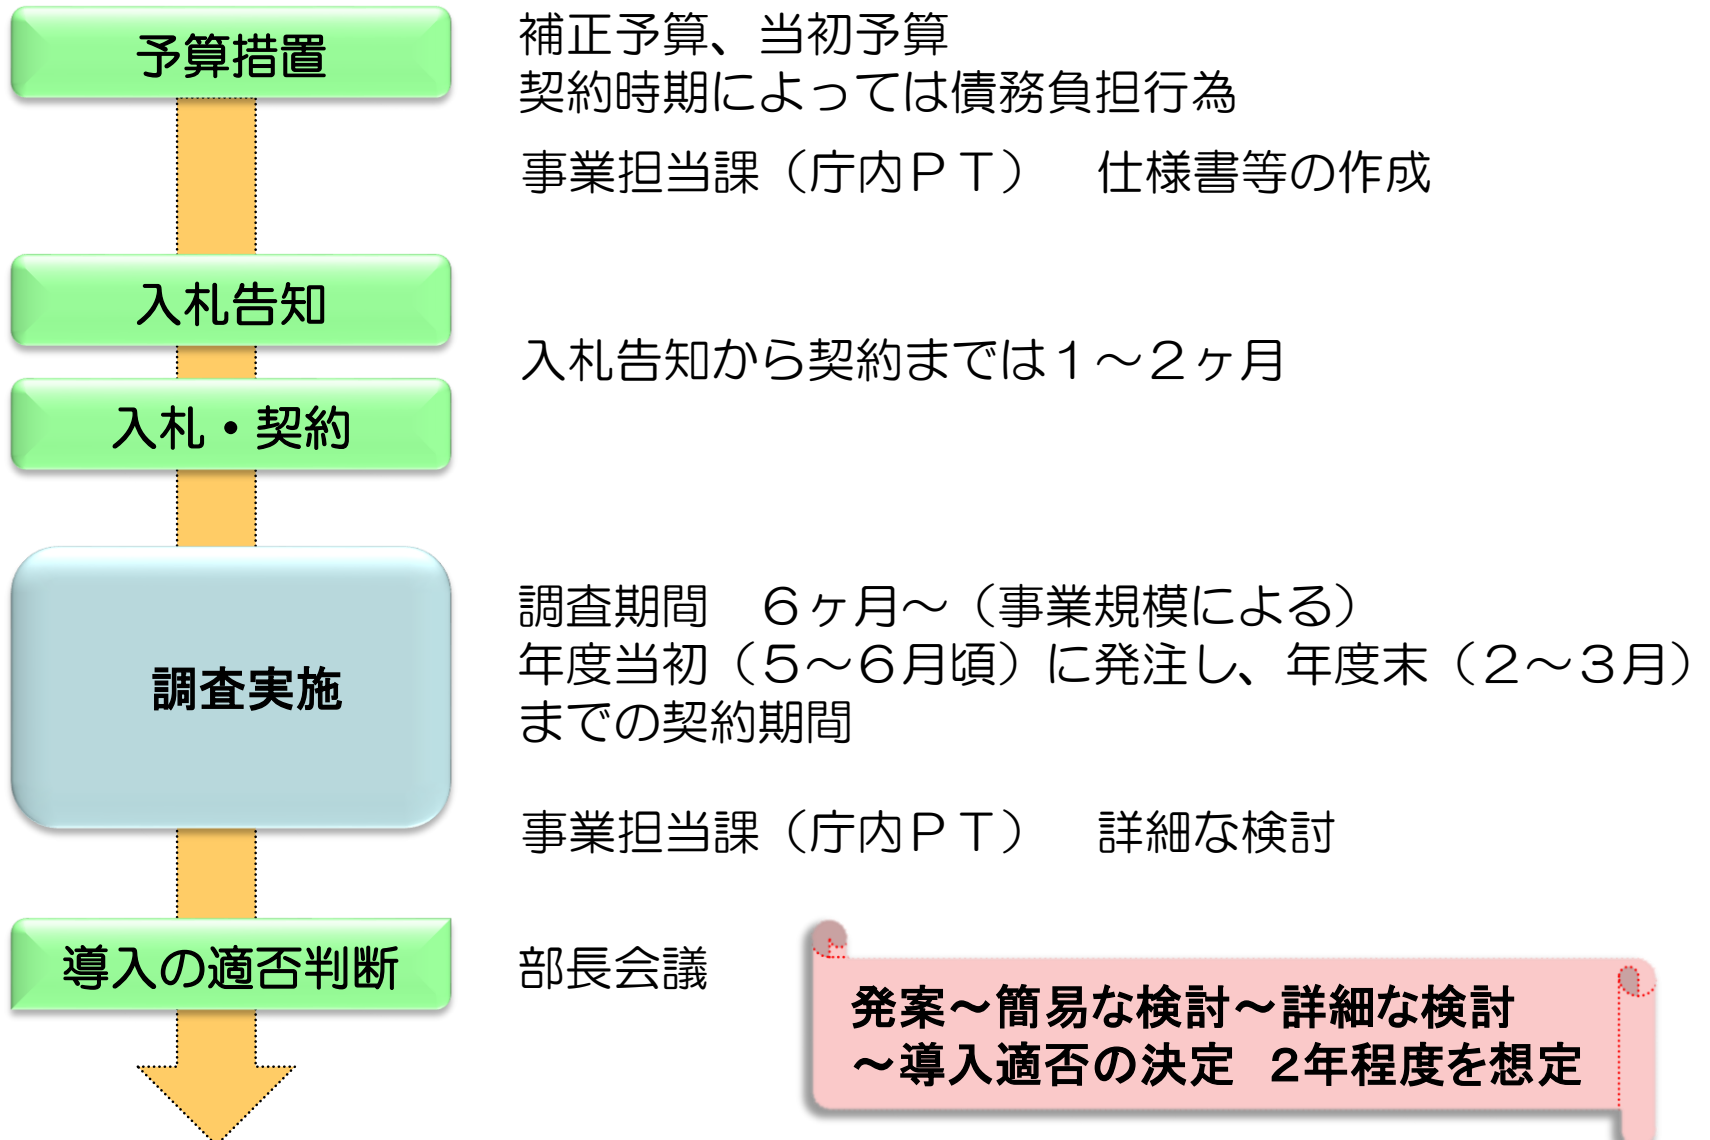 予算措置
補正予算、当初予算
契約時期によっては債務負担行為
事業担当課（庁内ＰＴ）　仕様書等の作成
入札告知
入札告知から契約までは１～２ヶ月
入札・契約
調査実施
調査期間　６ヶ月～（事業規模による）
年度当初（５～６月頃）に発注し、年度末（２～３月）
までの契約期間
事業担当課（庁内ＰＴ）　詳細な検討
導入の適否判断
部長会議
発案～簡易な検討～詳細な検討
～導入適否の決定　２年程度を想定